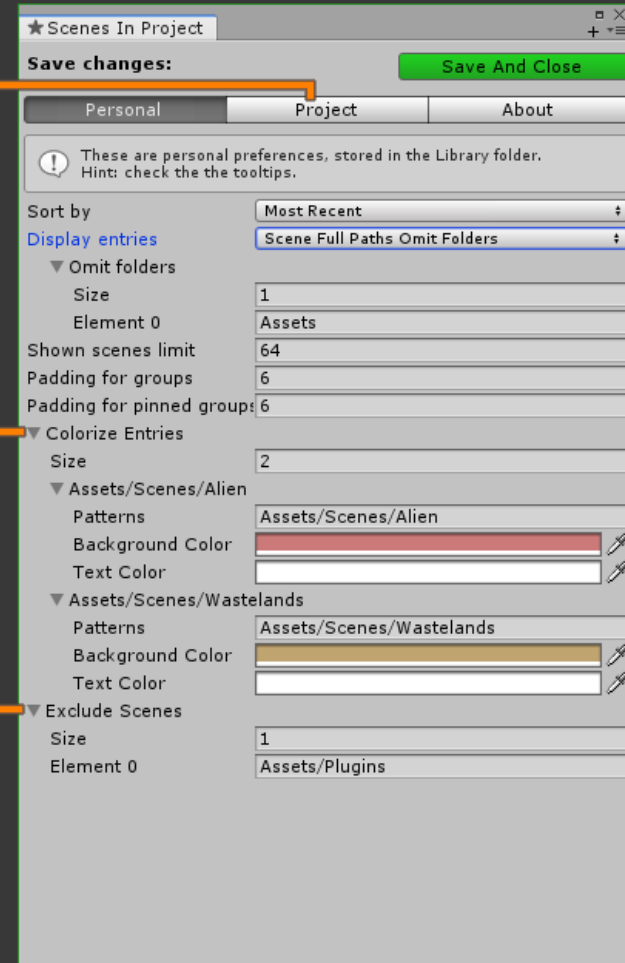 Scenes In Project
Save changes:
Save And Close
Personal
Project
About
These are personal preferences, stored in the Library folder.
Hint: check the the tooltips.
Sort by
Most Recent
Display entries
Scene Full Paths Omit Folders
Omit folders
Size
1
Element 0
Assets
Shown scenes limit
64
Padding for groups
6
Padding for pinned groups
6
Colorize Entries
Size
2
Assets/Scenes/Alien
Patterns
Assets/Scenes/Alien
Background Color
Text Color
Assets/Scenes/Wastelands
Patterns
Assets/Scenes/Wastelands
Background Color
Text Color
Exclude Scenes
Size
1
Element 0
Assets/Plugins